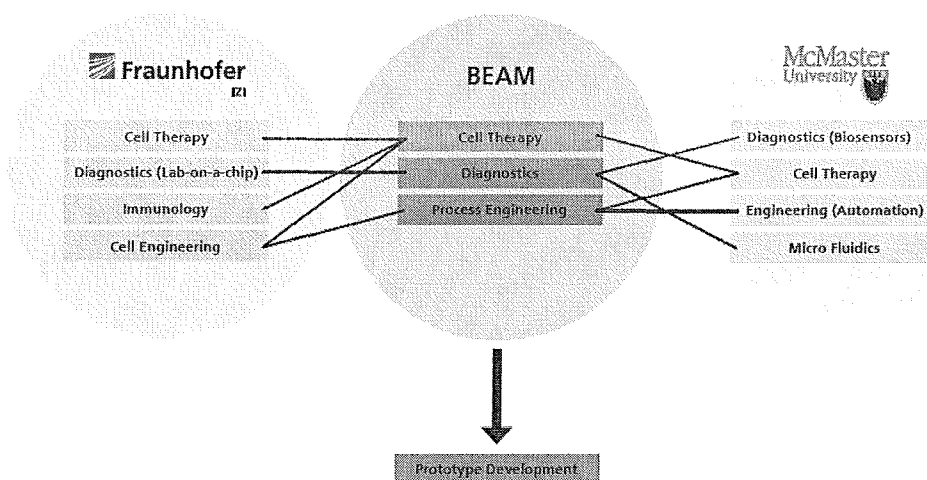 Fraunhofer
IZI
Cell Therapy
Diagnostics (Lab-on-a-chip)
Immunology
Cell Engineering
BEAM
Cell Therapy
Diagnostics
Process Engineering
McMaster
University
Diagnostics (Biosensors)
Cell Therapy
Engineering (Automation)
Micro Fluidics
Prototype Development